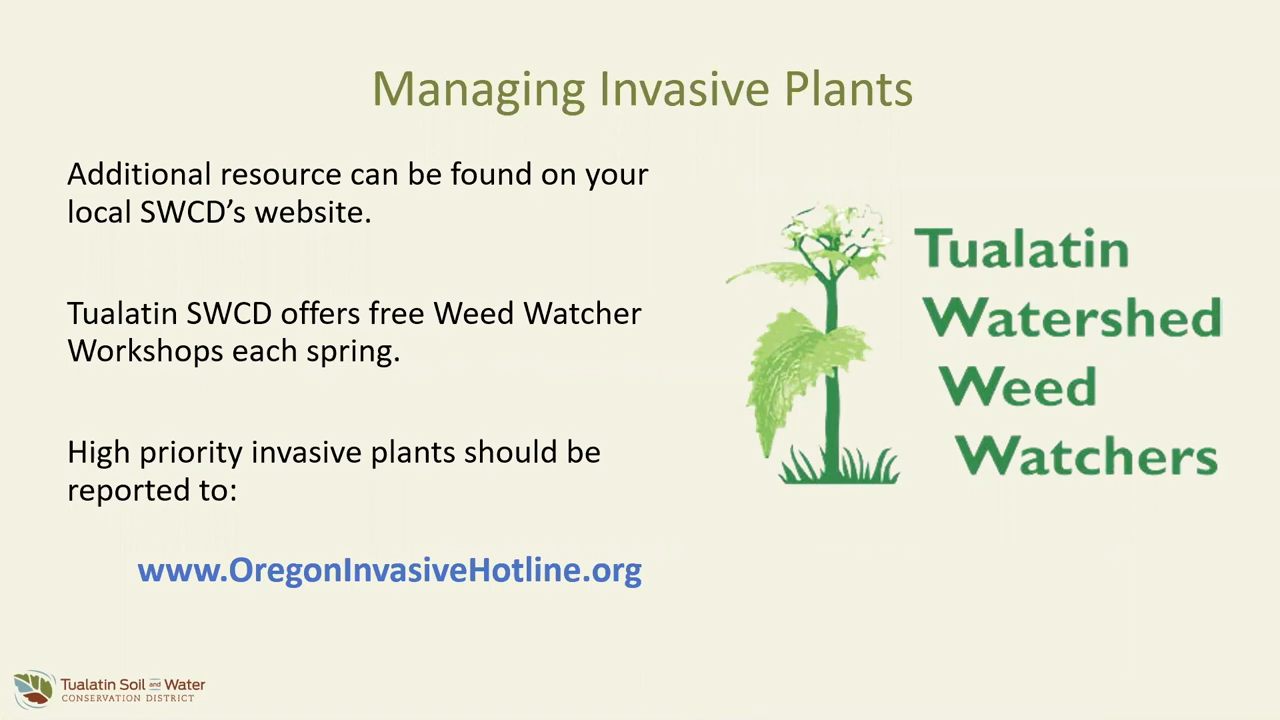 Managing Invasive Plants
Additional resource can be found on your
local SWCD’s website.
Tualatin SWCD offers free Weed Watcher
Workshops each spring.
High priority invasive plants should be
reported to:
www.OregonInvasiveHotline.org
Tualatin
Watershed
Weed
Watchers
Tualatin Soil and Water
CONSERVATION DISTRICT